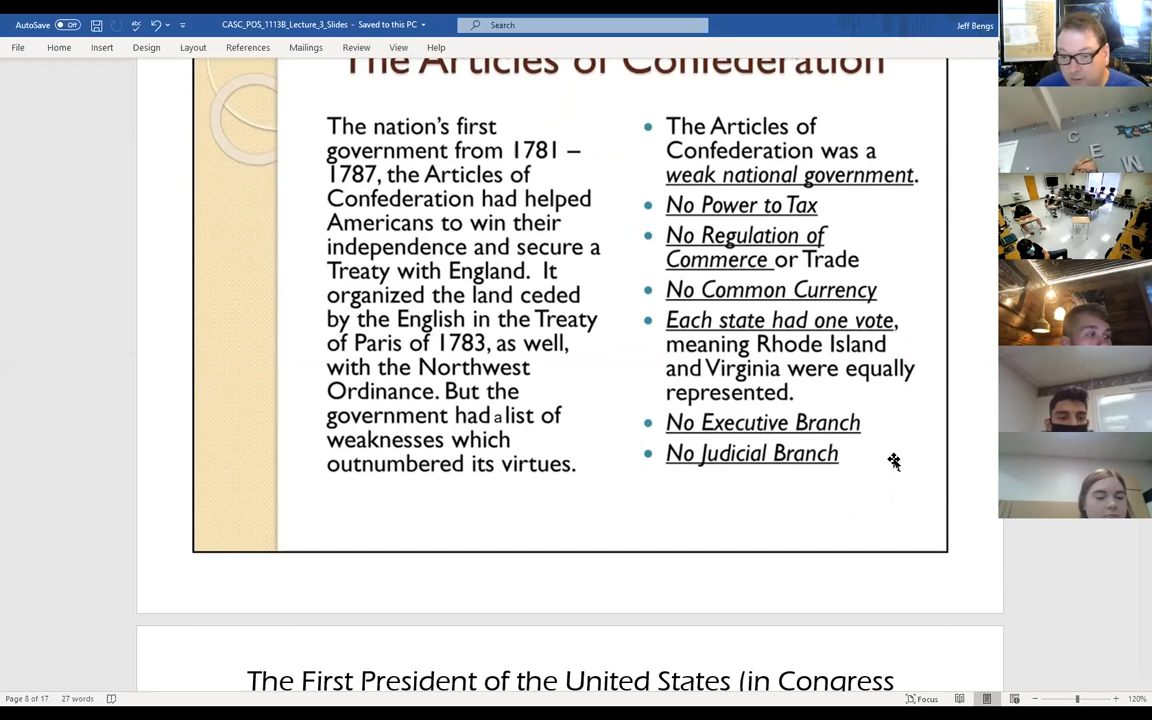 AutoSave Off CASC_POS_1113B_Lecture_3_Slides - Saved to this PC Search Jeff Bengs
File Home Insert Design Layout References Mailings Review View Help
The Articles of Confederation
The nation's first
government from 1781 –
1787, the Articles of
Confederation had helped
Americans to win their
independence and secure a
Treaty with England. It
organized the land ceded
by the English in the Treaty
of Paris of 1783, as well,
with the Northwest
Ordinance. But the
government had a list of
weaknesses which
outnumbered its virtues.
• The Articles of
Confederation was a
weak national government.
• No Power to Tax
• No Regulation of
Commerce or Trade
• No Common Currency
• Each state had one vote,
meaning Rhode Island
and Virginia were equally
represented.
• No Executive Branch
• No Judicial Branch
The First President of the United States (in Congress
C E W
Page 8 of 17 27 words Focus 120%